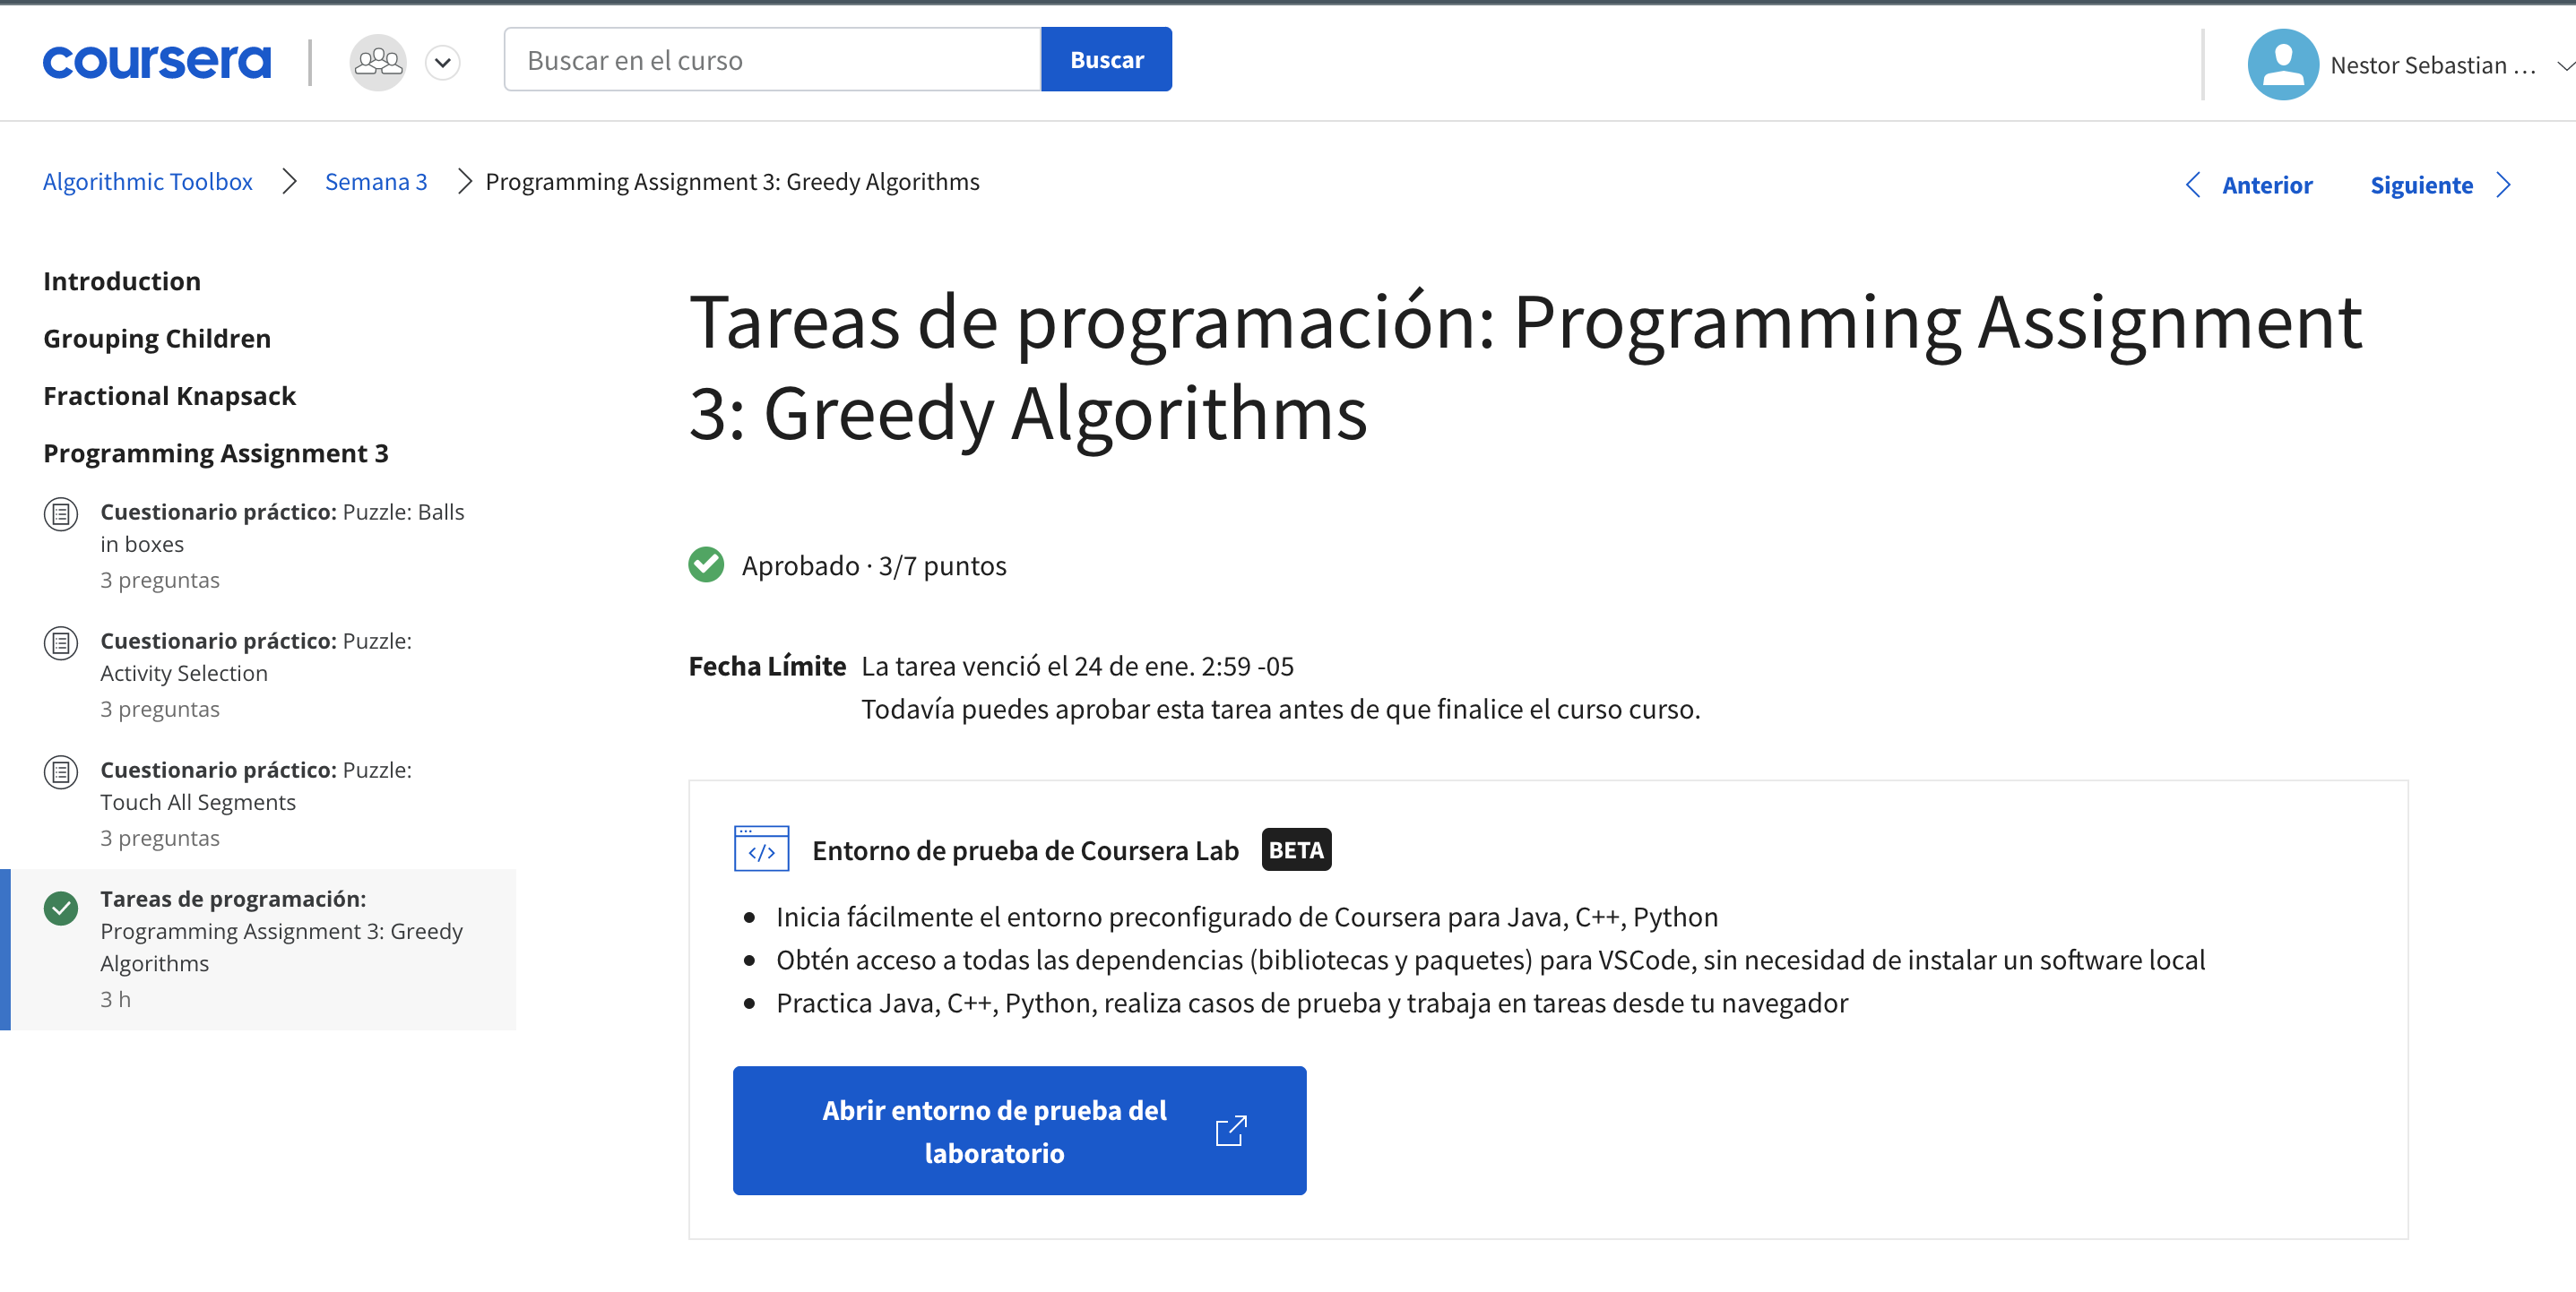 coursera
Buscar en el curso
Buscar
Nestor Sebastian ...
Algorithmic Toolbox
Semana 3
Programming Assignment 3: Greedy Algorithms
Anterior
Siguiente
Introduction
Grouping Children
Fractional Knapsack
Programming Assignment 3
Cuestionario práctico: Puzzle: Balls
in boxes
3 preguntas
Cuestionario práctico: Puzzle:
Activity Selection
3 preguntas
Cuestionario práctico: Puzzle:
Touch All Segments
3 preguntas
Tareas de programación:
Programming Assignment 3: Greedy
Algorithms
3 h
Tareas de programación: Programming Assignment
3: Greedy Algorithms
Aprobado · 3/7 puntos
Fecha Límite La tarea venció el 24 de ene. 2:59 -05
Todavía puedes aprobar esta tarea antes de que finalice el curso curso.
</> Entorno de prueba de Coursera Lab BETA
• Inicia fácilmente el entorno preconfigurado de Coursera para Java, C++, Python
• Obtén acceso a todas las dependencias (bibliotecas y paquetes) para VSCode, sin necesidad de instalar un software local
• Practica Java, C++, Python, realiza casos de prueba y trabaja en tareas desde tu navegador
Abrir entorno de prueba del
laboratorio